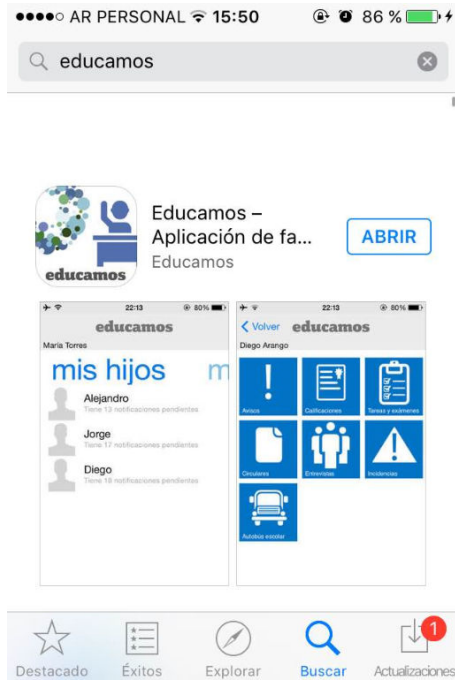 AR PERSONAL 15:50 86 %
educamos
educamos
Educamos –
Aplicación de fa...
Educamos
ABRIR
22:13 80%
educamos
María Torres
mis hijos m
Alejandro
Tiene 13 notificaciones pendientes
Jorge
Tiene 17 notificaciones pendientes
Diego
Tiene 18 notificaciones pendientes
22:13 80%
Volver educamos
Diego Arango
Avisos Calificaciones Tareas y exámenes
Circulares Entrevistas Incidencias
Autobús escolar
1
Destacado Éxitos Explorar Buscar Actualizaciones